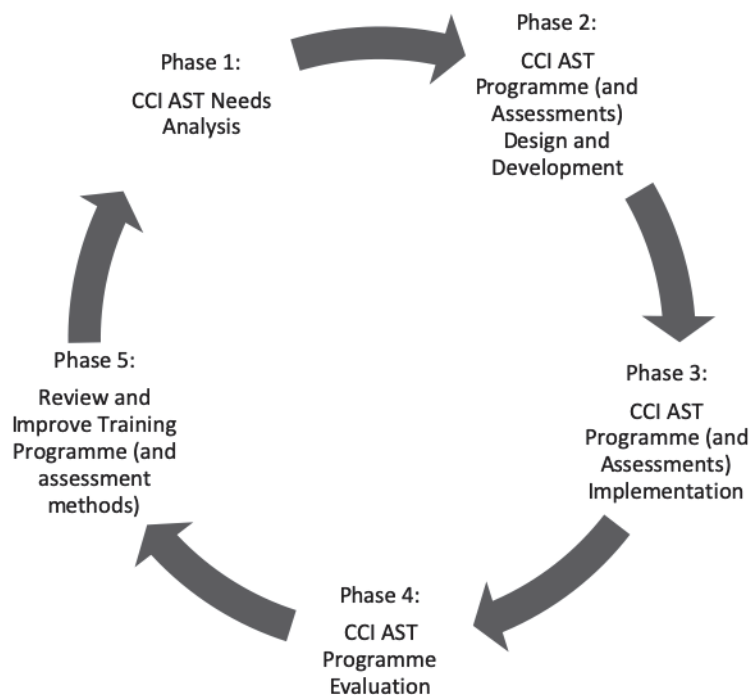 Phase 1:
CCI AST Needs
Analysis
Phase 2:
CCI AST
Programme (and
Assessments)
Design and
Development
Phase 3:
CCI AST
Programme (and
Assessments)
Implementation
Phase 4:
CCI AST
Programme
Evaluation
Phase 5:
Review and
Improve Training
Programme (and
assessment
methods)